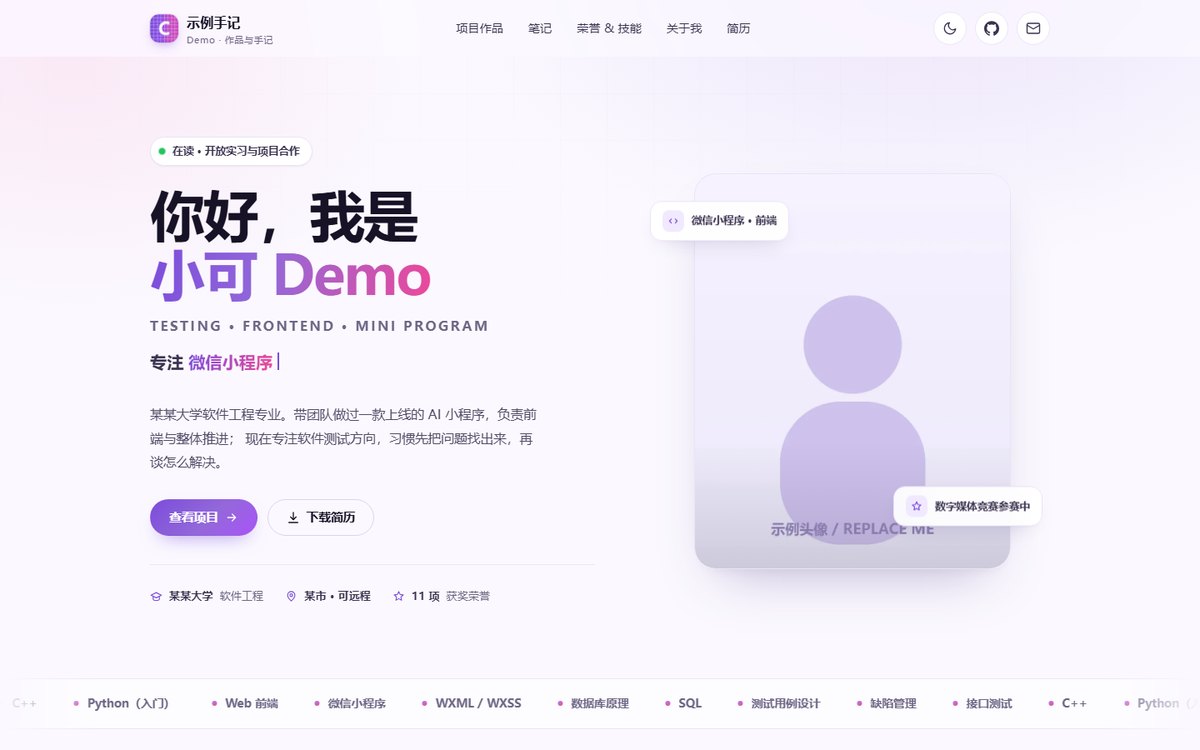 C
示例手记
Demo · 作品与手记
项目作品 笔记 荣誉 & 技能 关于我 简历
在读 • 开放实习与项目合作
你好，我是
小可 Demo
TESTING • FRONTEND • MINI PROGRAM
专注 微信小程序
某某大学软件工程专业。带团队做过一款上线的 AI 小程序，负责前
端与整体推进； 现在专注软件测试方向，习惯先把问题找出来，再
谈怎么解决。
查看项目 →
下载简历
某某大学 软件工程 某市 • 可远程 11 项 获奖荣誉
微信小程序 • 前端
数字媒体竞赛参赛中
示例头像 / REPLACE ME
C++ • Python（入门） • Web 前端 • 微信小程序 • WXML / WXSS • 数据库原理 • SQL • 测试用例设计 • 缺陷管理 • 接口测试 • C++ • Python（入